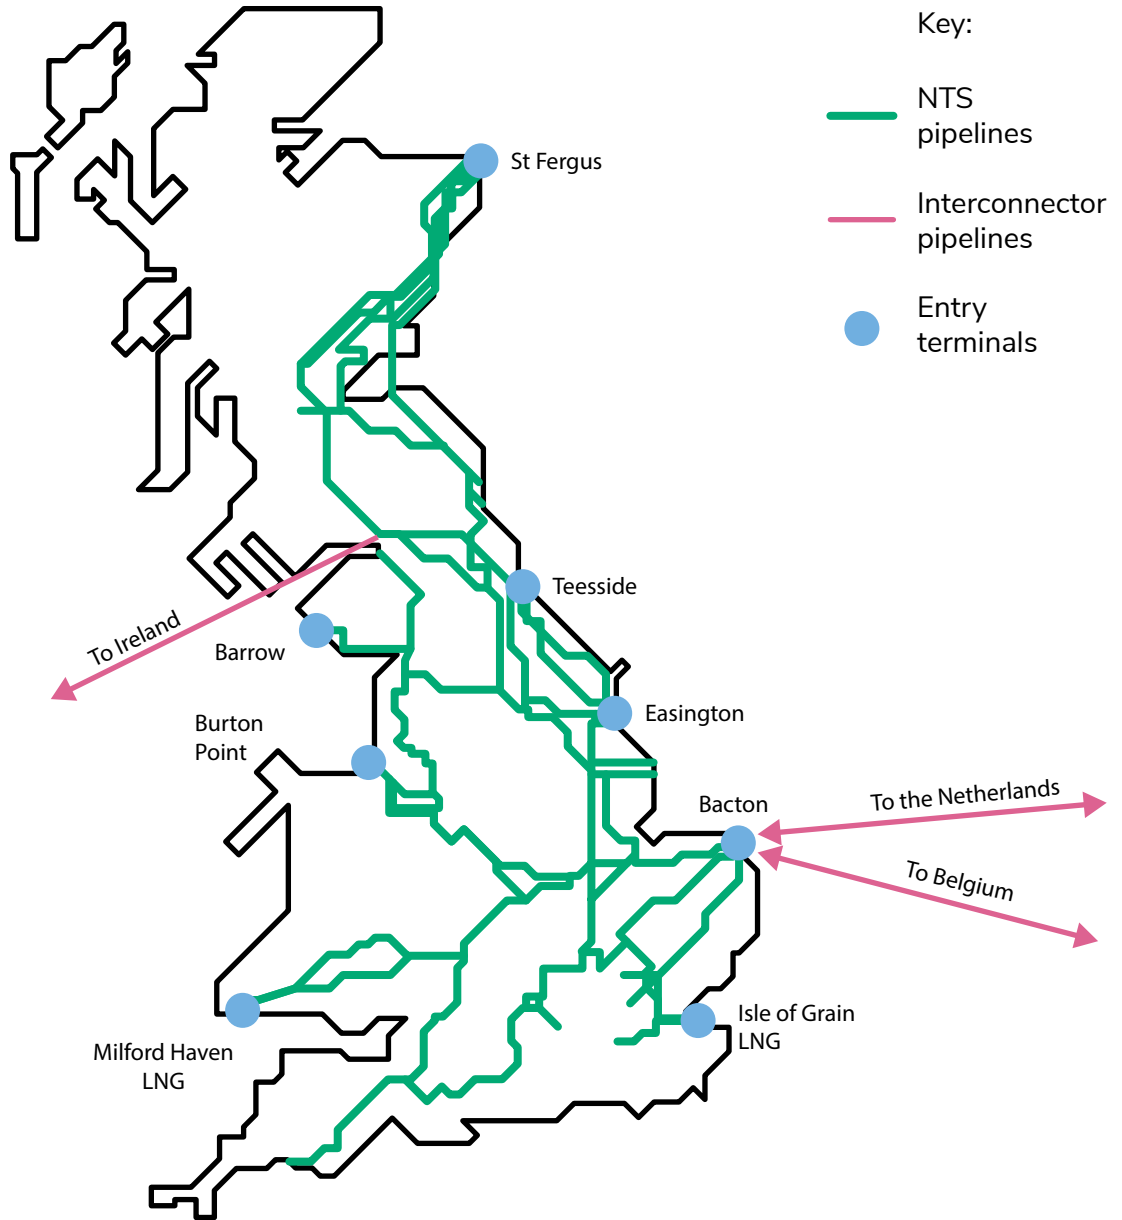 Key:
NTS
pipelines
Interconnector
pipelines
Entry
terminals
St Fergus
Teesside
To Ireland
Barrow
Easington
Burton
Point
Bacton
To the Netherlands
To Belgium
Isle of Grain
LNG
Milford Haven
LNG